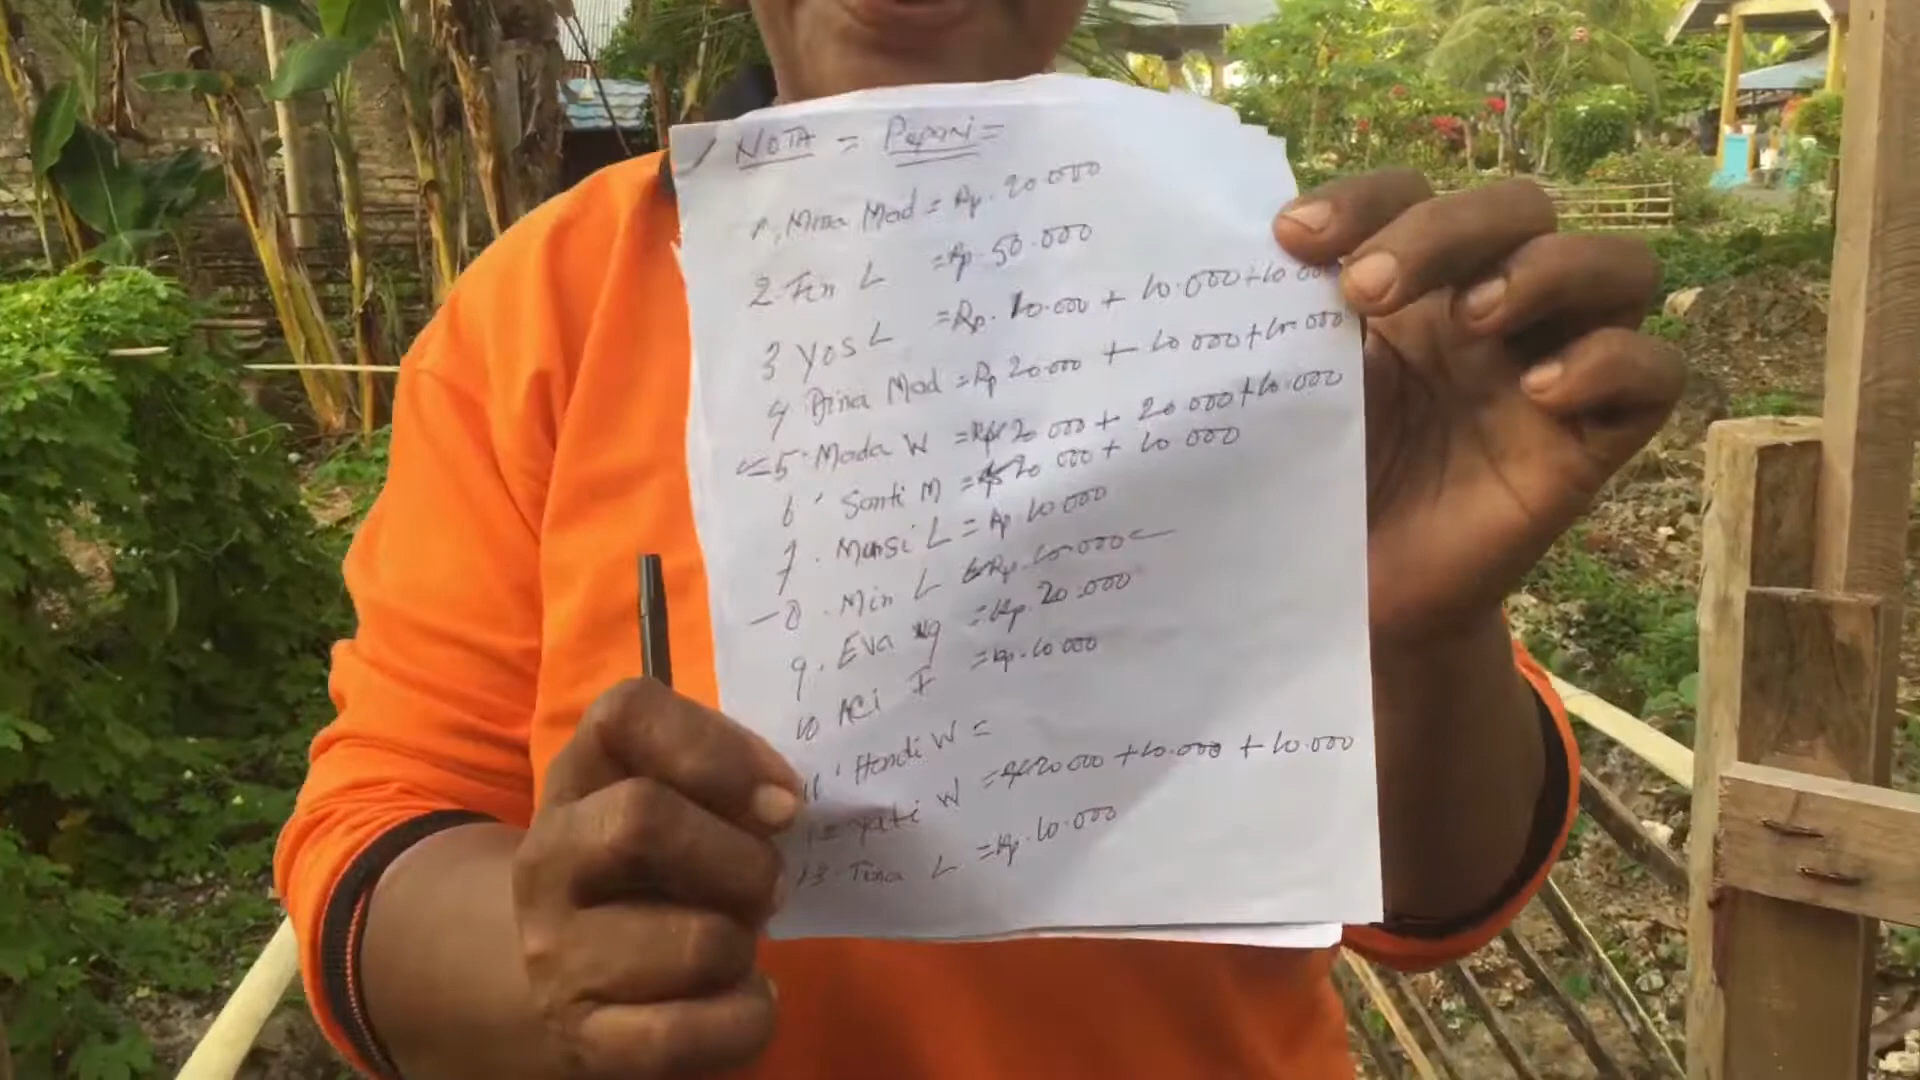 NOTA = Pepani =
1. Mina Mad = Rp. 20.000
2. Fin L = Rp. 50.000
3 Yos L = Rp. 10.000 + 10.000 + 10 000
4 Dina Mad = Rp 20.000 + 10 000 + 10.000
5. Mada W = Rp 20 000 + 20 000 + 10.000
6. Santi M = 20 000 + 10 000
7. Mansi L = Rp 10 000
8. Min L = Rp. 10.000
9. Eva = Rp. 20.000
10 ACi F = Rp. 10 000
11. Hendi W =
12 Yati W = Rp 20 000 + 10.000 + 10.000
13. Tina L = Rp. 10.000